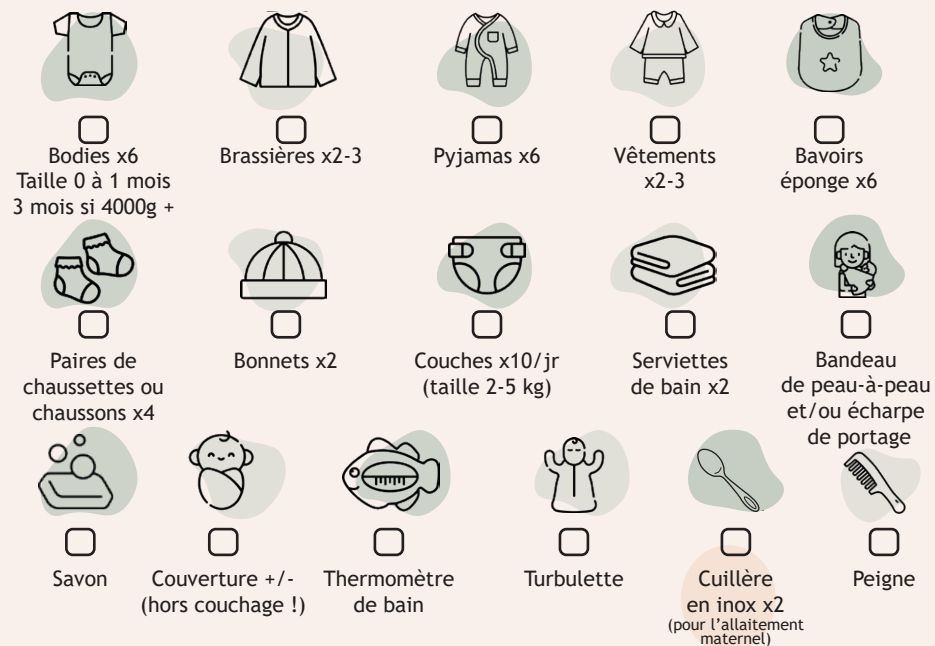 Bodies x6
Taille 0 à 1 mois
3 mois si 4000g +
Brassières x2-3
Pyjamas x6
Vêtements
x2-3
Bavoirs
éponge x6
Paires de
chaussettes ou
chaussons x4
Bonnets x2
Couches x10/jr
(taille 2-5 kg)
Serviettes
de bain x2
Bandeau
de peau-à-peau
et/ou écharpe
de portage
Savon
Couverture +/-
(hors couchage !)
Thermomètre
de bain
Turbulette
Cuillère
en inox x2
(pour l'allaitement
maternel)
Peigne